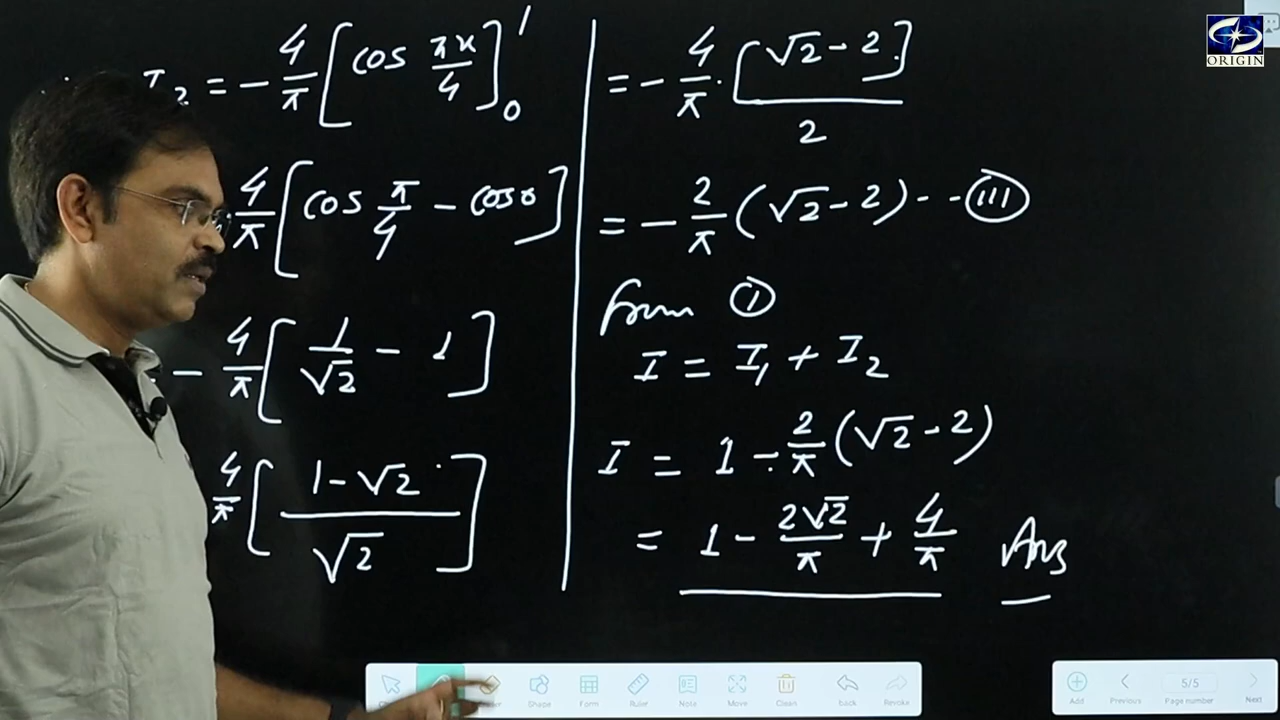 I₂ = - 4/π [cos πx/4]₀¹
4/π [cos π/4 - cos0]
= - 4/π [1/√2 - 1]
4/π [(1-√2)/√2]
= - 4/π · [√2 - 2]/2
= - 2/π (√2 - 2) - - (III)
from (I)
I = I₁ + I₂
I = 1 - 2/π (√2 - 2)
= 1 - 2√2/π + 4/π Ans
ORIGIN
Shape Form Ruler Note Move Clean back Revoke
Add Previous 5/5 Page number Next